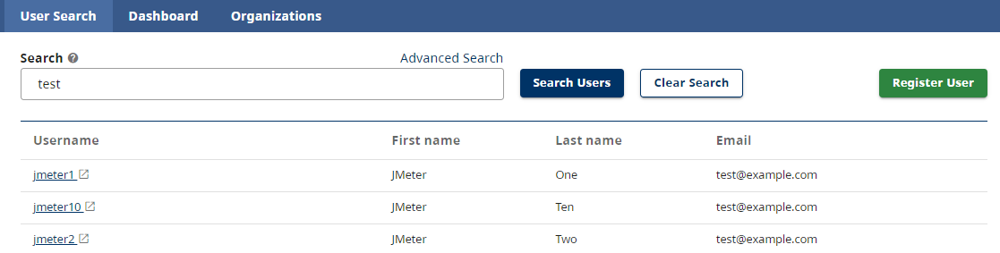 User Search Dashboard Organizations
Search Advanced Search
test Search Users Clear Search Register User
Username First name Last name Email
jmeter1 JMeter One test@example.com
jmeter10 JMeter Ten test@example.com
jmeter2 JMeter Two test@example.com